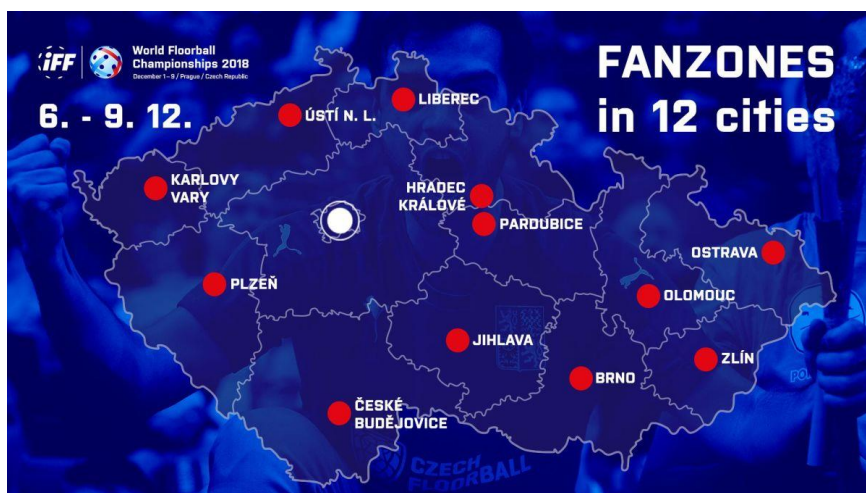 iFF
World Floorball
Championships 2018
December 1-9 / Prague / Czech Republic
FANZONES
in 12 cities
6. - 9. 12.
LIBEREC
ÚSTÍ N. L.
KARLOVY
VARY
HRADEC
KRÁLOVÉ
PARDUBICE
OSTRAVA
PLZEŇ
OLOMOUC
JIHLAVA
ZLÍN
BRNO
ČESKÉ
BUDĚJOVICE
CZECH
FLOORBALL